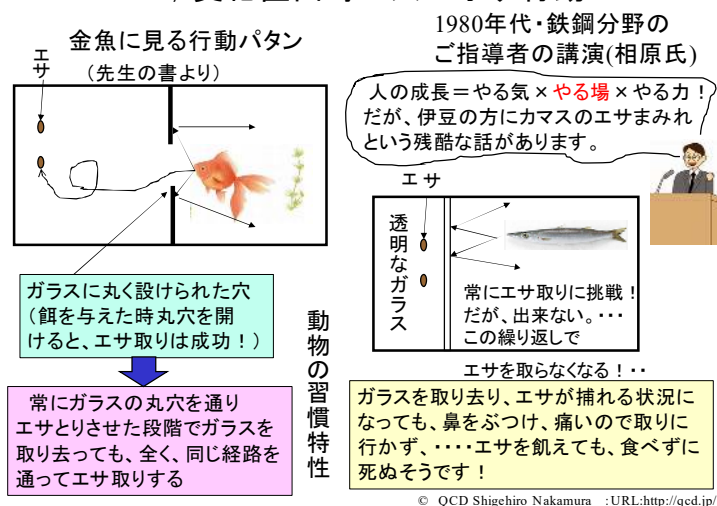 金魚に見る行動パタン
（先生の書より）
エサ
ガラスに丸く設けられた穴
（餌を与えた時丸穴を開
けると、エサ取りは成功！）
常にガラスの丸穴を通り
エサとりさせた段階でガラスを
取り去っても、全く、同じ経路を
通ってエサ取りする
動物の習慣特性
1980年代・鉄鋼分野の
ご指導者の講演(相原氏)
人の成長＝やる気×やる場×やる力！
だが、伊豆の方にカマスのエサまみれ
という残酷な話があります。
エサ
透明なガラス
常にエサ取りに挑戦！
だが、出来ない。・・・
この繰り返しで
エサを取らなくなる！・・
ガラスを取り去り、エサが捕れる状況に
なっても、鼻をぶつけ、痛いので取りに
行かず、・・・・エサを飢えても、食べずに
死ぬそうです！
© QCD Shigehiro Nakamura :URL:http://qcd.jp/